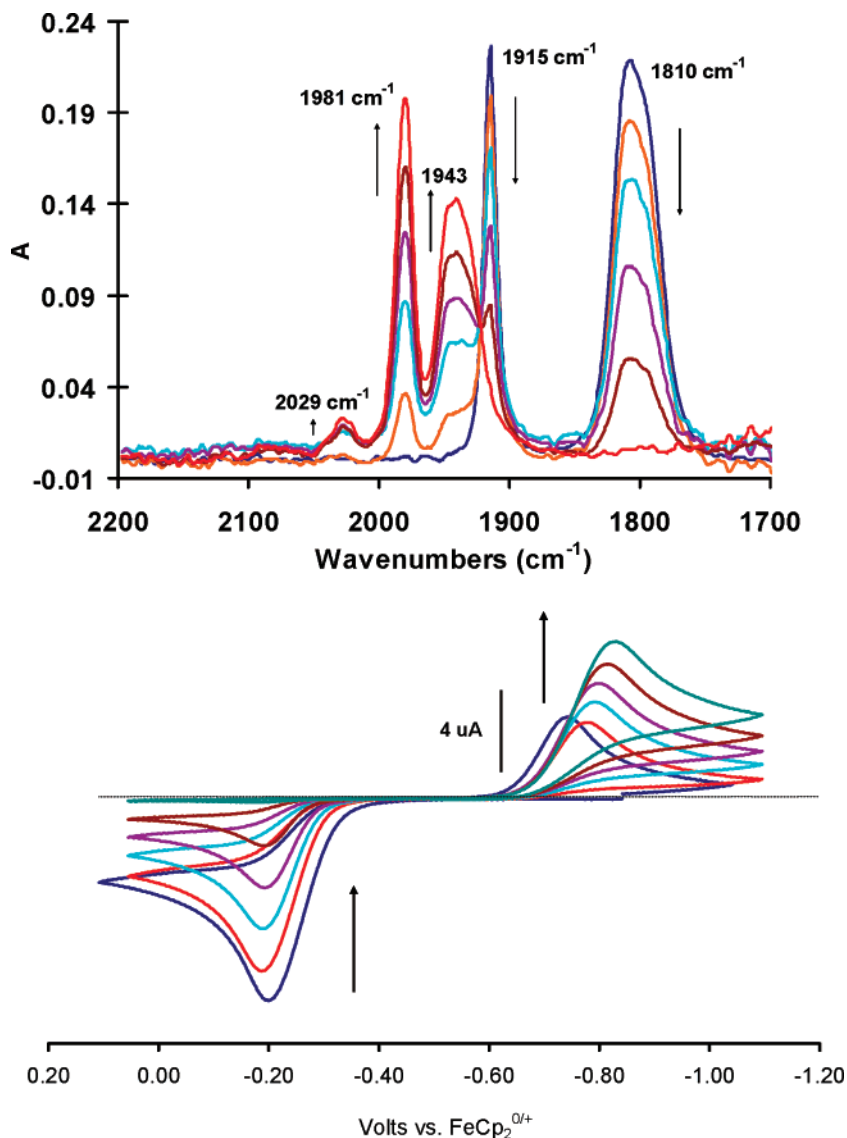 0.24
0.19
0.14
0.09
0.04
-0.01
A
1981 cm⁻¹
1915 cm⁻¹
1810 cm⁻¹
1943
2029 cm⁻¹
2200 2100 2000 1900 1800 1700
Wavenumbers (cm⁻¹)
4 uA
0.20 0.00 -0.20 -0.40 -0.60 -0.80 -1.00 -1.20
Volts vs. FeCp₂⁰/⁺